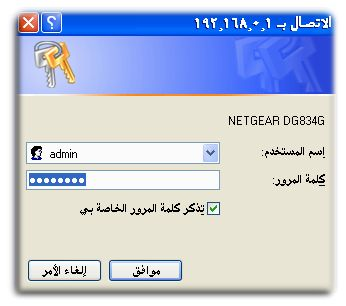 الاتصال بـ ١٩٢,١٦٨,٠,١
NETGEAR DG834G
إسم المستخدم:
admin
كلمة المرور:
••••••••
تذكر كلمة المرور الخاصة بي
موافق
إلغاء الأمر